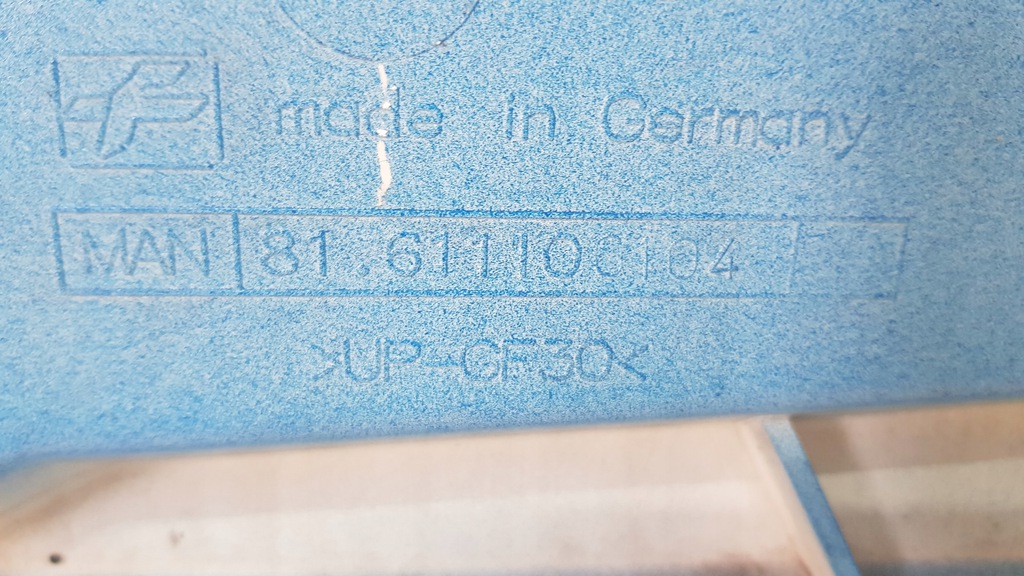 made in Germany
MAN 81.61110
>UP-GF30<